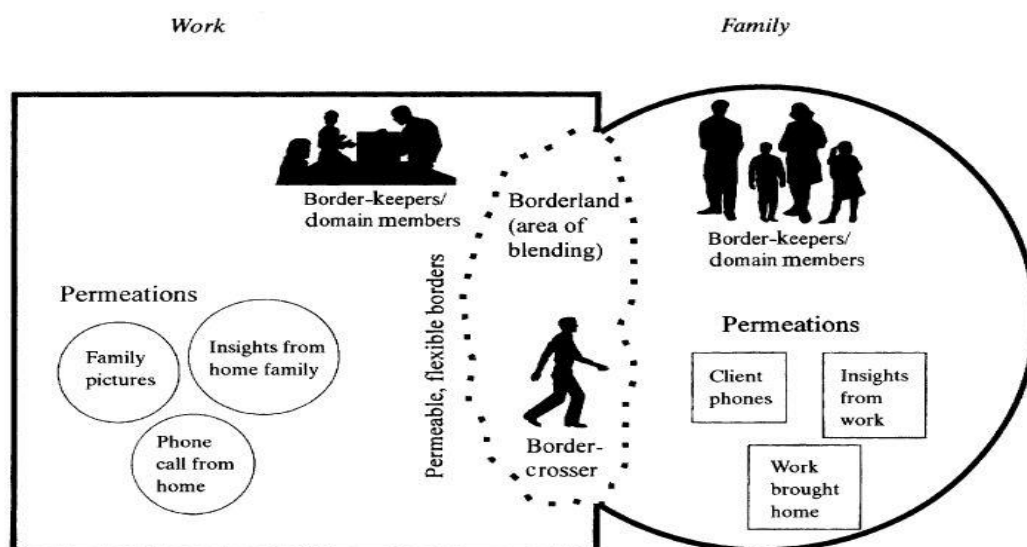 Work
Family
Border-keepers/
domain members
Borderland
(area of
blending)
Border-keepers/
domain members
Permeable, flexible borders
Permeations
Family
pictures
Insights from
home family
Phone
call from
home
Border-
crosser
Permeations
Client
phones
Insights
from
work
Work
brought
home